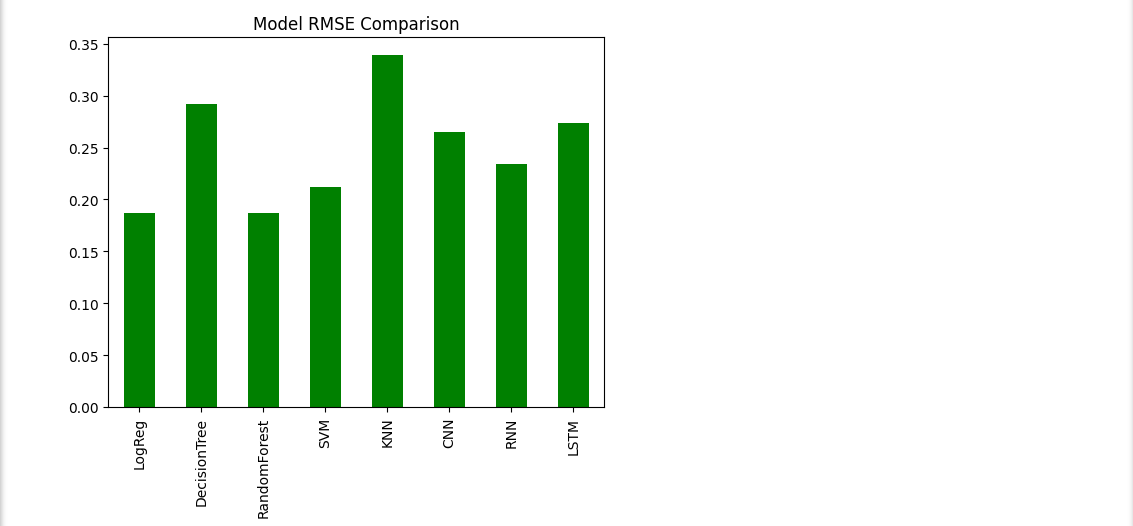 Model RMSE Comparison
0.35
0.30
0.25
0.20
0.15
0.10
0.05
0.00
LogReg
DecisionTree
RandomForest
SVM
KNN
CNN
RNN
LSTM